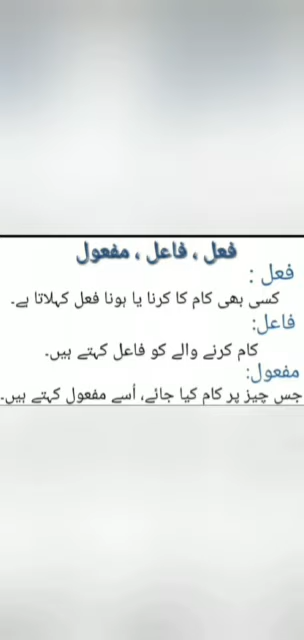 فعل ، فاعل ، مفعول
فعل :
کسی بھی کام کا کرنا یا ہونا فعل کہلاتا ہے۔
فاعل:
کام کرنے والے کو فاعل کہتے ہیں۔
مفعول:
جس چیز پر کام کیا جائے، اُسے مفعول کہتے ہیں۔